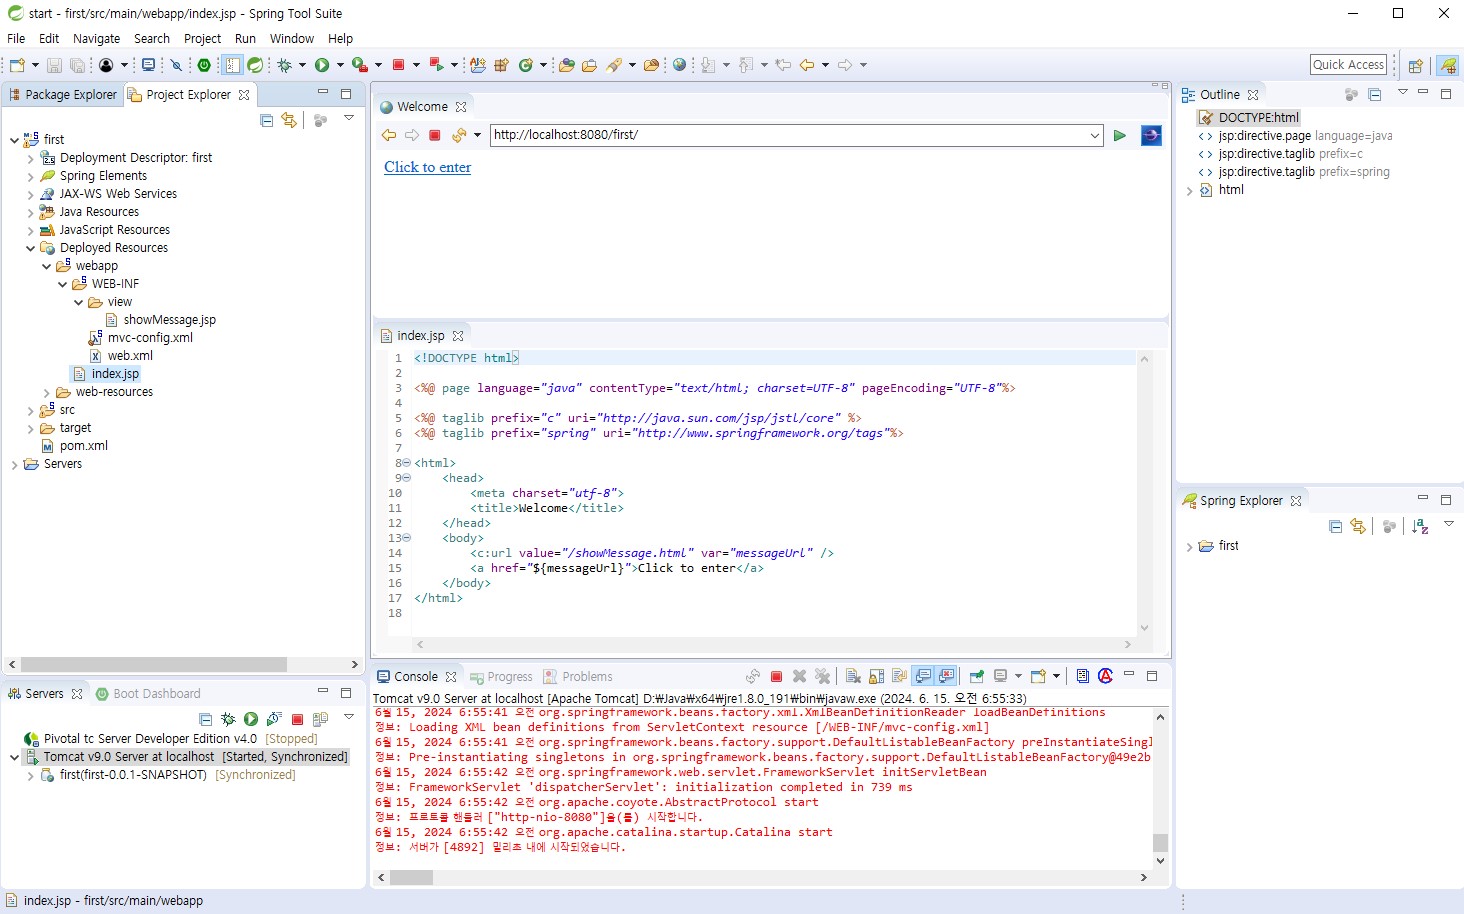 start - first/src/main/webapp/index.jsp - Spring Tool Suite
File Edit Navigate Search Project Run Window Help
Quick Access
Package Explorer
Project Explorer
first
Deployment Descriptor: first
Spring Elements
JAX-WS Web Services
Java Resources
JavaScript Resources
Deployed Resources
webapp
WEB-INF
view
showMessage.jsp
mvc-config.xml
web.xml
index.jsp
web-resources
src
target
pom.xml
Servers
Welcome
http://localhost:8080/first/
Click to enter
index.jsp
1 <!DOCTYPE html>
2
3 <%@ page language="java" contentType="text/html; charset=UTF-8" pageEncoding="UTF-8"%>
4
5 <%@ taglib prefix="c" uri="http://java.sun.com/jsp/jstl/core" %>
6 <%@ taglib prefix="spring" uri="http://www.springframework.org/tags"%>
7
8 <html>
9 <head>
10 <meta charset="utf-8">
11 <title>Welcome</title>
12 </head>
13 <body>
14 <c:url value="/showMessage.html" var="messageUrl" />
15 <a href="${messageUrl}">Click to enter</a>
16 </body>
17 </html>
18
Outline
DOCTYPE:html
jsp:directive.page language=java
jsp:directive.taglib prefix=c
jsp:directive.taglib prefix=spring
html
Spring Explorer
first
Servers
Boot Dashboard
Pivotal tc Server Developer Edition v4.0 [Stopped]
Tomcat v9.0 Server at localhost [Started, Synchronized]
first(first-0.0.1-SNAPSHOT) [Synchronized]
Console
Progress
Problems
Tomcat v9.0 Server at localhost [Apache Tomcat] D:₩Java₩x64₩jre1.8.0_191₩bin₩javaw.exe (2024. 6. 15. 오전 6:55:33)
6월 15, 2024 6:55:41 오전 org.springframework.beans.factory.xml.XmlBeanDefinitionReader loadBeanDefinitions
정보: Loading XML bean definitions from ServletContext resource [/WEB-INF/mvc-config.xml]
6월 15, 2024 6:55:41 오전 org.springframework.beans.factory.support.DefaultListableBeanFactory preInstantiateSingl
정보: Pre-instantiating singletons in org.springframework.beans.factory.support.DefaultListableBeanFactory@49e2b
6월 15, 2024 6:55:42 오전 org.springframework.web.servlet.FrameworkServlet initServletBean
정보: FrameworkServlet 'dispatcherServlet': initialization completed in 739 ms
6월 15, 2024 6:55:42 오전 org.apache.coyote.AbstractProtocol start
정보: 프로토콜 핸들러 ["http-nio-8080"]을(를) 시작합니다.
6월 15, 2024 6:55:42 오전 org.apache.catalina.startup.Catalina start
정보: 서버가 [4892] 밀리초 내에 시작되었습니다.
index.jsp - first/src/main/webapp